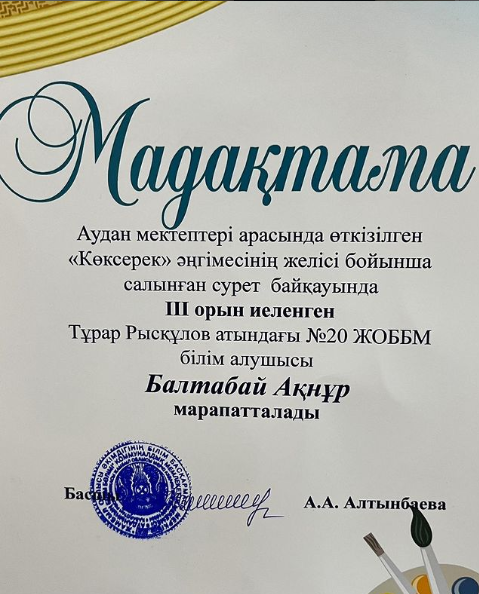 Мадақтама
Аудан мектептері арасында өткізілген
«Көксерек» әңгімесінің желісі бойынша
салынған сурет байқауында
III орын иеленген
Тұрар Рысқұлов атындағы №20 ЖОББМ
білім алушысы
Балтабай Ақнұр
марапатталады
А.А. Алтынбаева